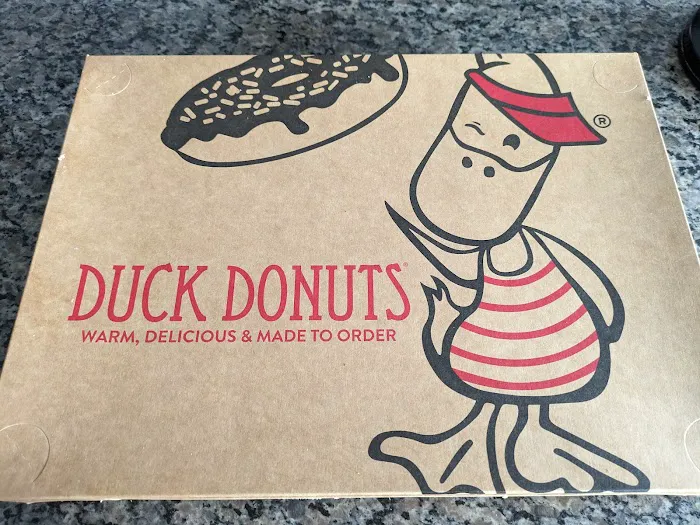 ®
DUCK DONUTS®
WARM, DELICIOUS & MADE TO ORDER